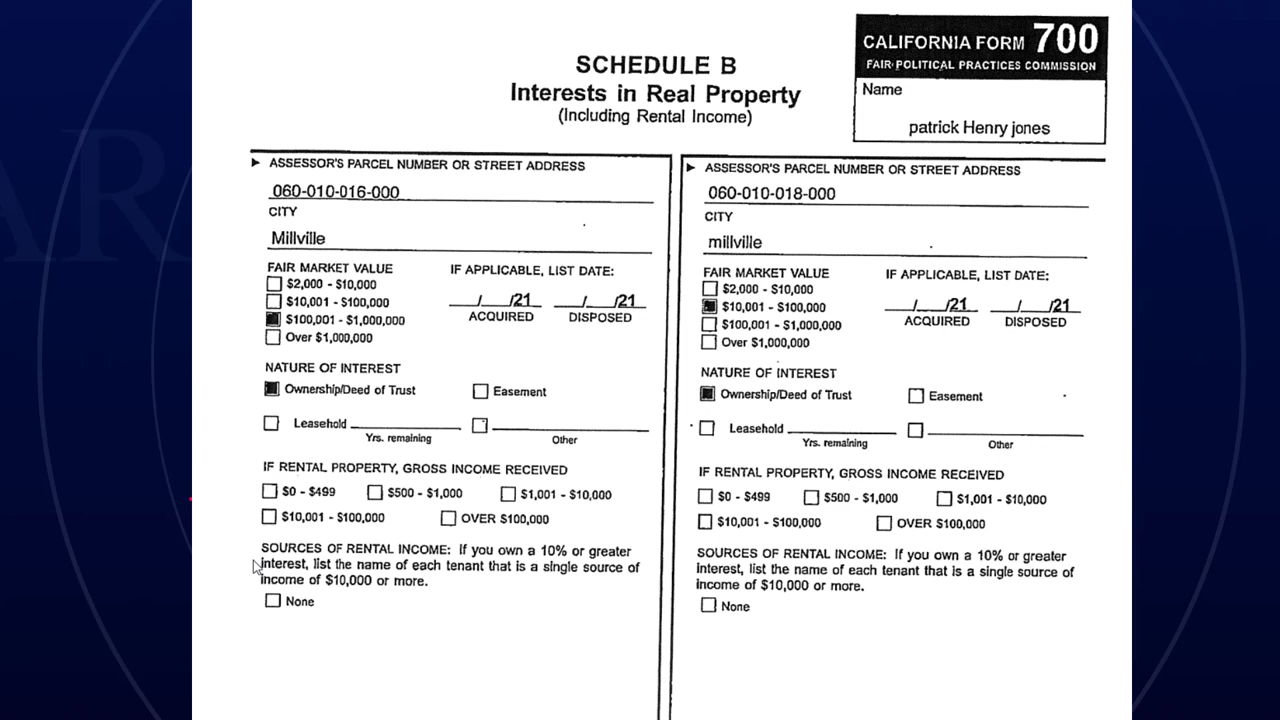 CALIFORNIA FORM 700
FAIR POLITICAL PRACTICES COMMISSION
Name
patrick Henry jones
SCHEDULE B
Interests in Real Property
(Including Rental Income)
► ASSESSOR'S PARCEL NUMBER OR STREET ADDRESS
060-010-016-000
CITY
Millville
FAIR MARKET VALUE
$2,000 - $10,000
$10,001 - $100,000
$100,001 - $1,000,000
Over $1,000,000
IF APPLICABLE, LIST DATE:
/ /21 / /21
ACQUIRED DISPOSED
NATURE OF INTEREST
Ownership/Deed of Trust Easement
Leasehold
Yrs. remaining Other
IF RENTAL PROPERTY, GROSS INCOME RECEIVED
$0 - $499 $500 - $1,000 $1,001 - $10,000
$10,001 - $100,000 OVER $100,000
SOURCES OF RENTAL INCOME: If you own a 10% or greater
interest, list the name of each tenant that is a single source of
income of $10,000 or more.
None
► ASSESSOR'S PARCEL NUMBER OR STREET ADDRESS
060-010-018-000
CITY
millville
FAIR MARKET VALUE
$2,000 - $10,000
$10,001 - $100,000
$100,001 - $1,000,000
Over $1,000,000
IF APPLICABLE, LIST DATE:
/ /21 / /21
ACQUIRED DISPOSED
NATURE OF INTEREST
Ownership/Deed of Trust Easement
Leasehold
Yrs. remaining Other
IF RENTAL PROPERTY, GROSS INCOME RECEIVED
$0 - $499 $500 - $1,000 $1,001 - $10,000
$10,001 - $100,000 OVER $100,000
SOURCES OF RENTAL INCOME: If you own a 10% or greater
interest, list the name of each tenant that is a single source of
income of $10,000 or more.
None